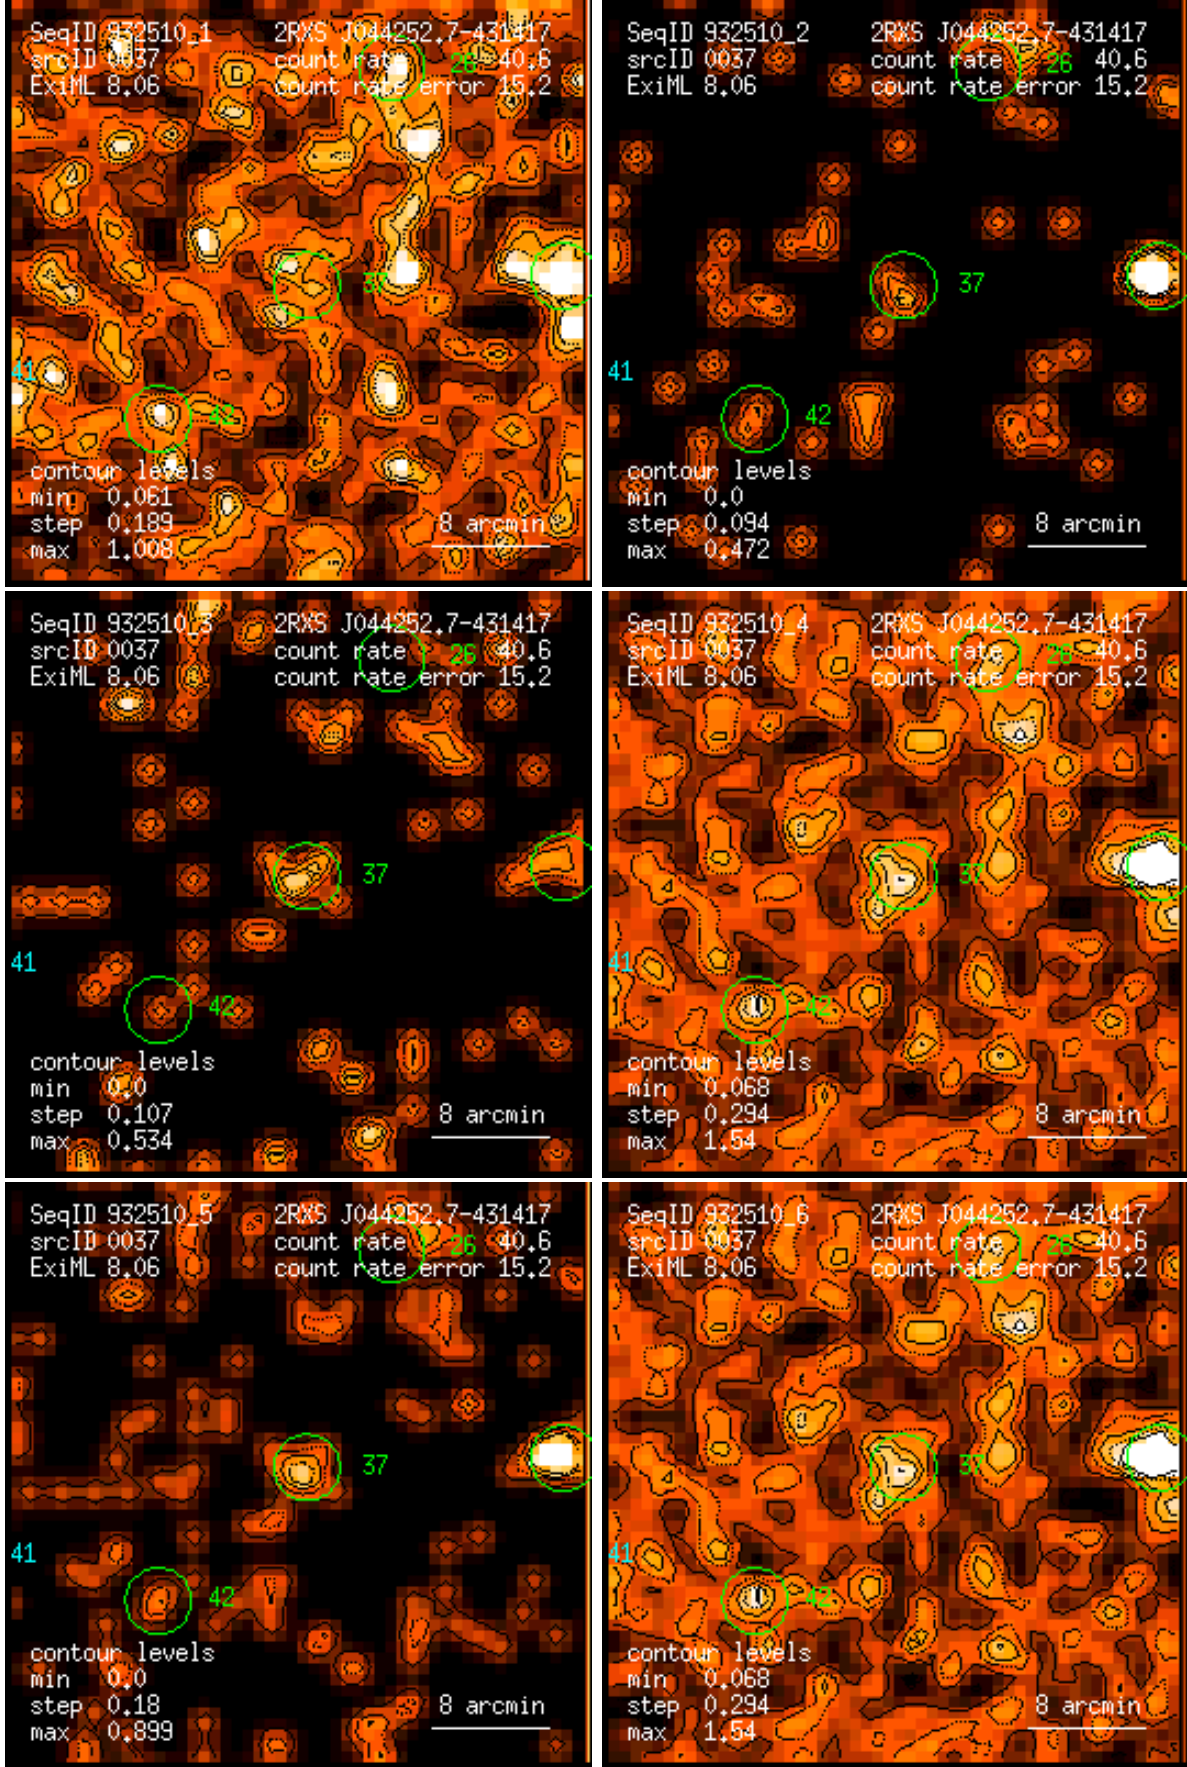 SeqID 932510_1 2RXS J044252.7-431417
srcID 0037 count rate 26 40.6
ExiML 8.06 count rate error 15.2
37
41
42
contour levels
min 0.061
step 0.189 8 arcmin
max 1.008
SeqID 932510_2 2RXS J044252.7-431417
srcID 0037 count rate 26 40.6
ExiML 8.06 count rate error 15.2
37
41
42
contour levels
min 0.0
step 0.094 8 arcmin
max 0.472
SeqID 932510_3 2RXS J044252.7-431417
srcID 0037 count rate 26 40.6
ExiML 8.06 count rate error 15.2
37
41
42
contour levels
min 0.0
step 0.107 8 arcmin
max 0.534
SeqID 932510_4 2RXS J044252.7-431417
srcID 0037 count rate 26 40.6
ExiML 8.06 count rate error 15.2
37
41
42
contour levels
min 0.068
step 0.294 8 arcmin
max 1.54
SeqID 932510_5 2RXS J044252.7-431417
srcID 0037 count rate 26 40.6
ExiML 8.06 count rate error 15.2
37
41
42
contour levels
min 0.0
step 0.18 8 arcmin
max 0.899
SeqID 932510_6 2RXS J044252.7-431417
srcID 0037 count rate 26 40.6
ExiML 8.06 count rate error 15.2
37
41
42
contour levels
min 0.068
step 0.294 8 arcmin
max 1.54